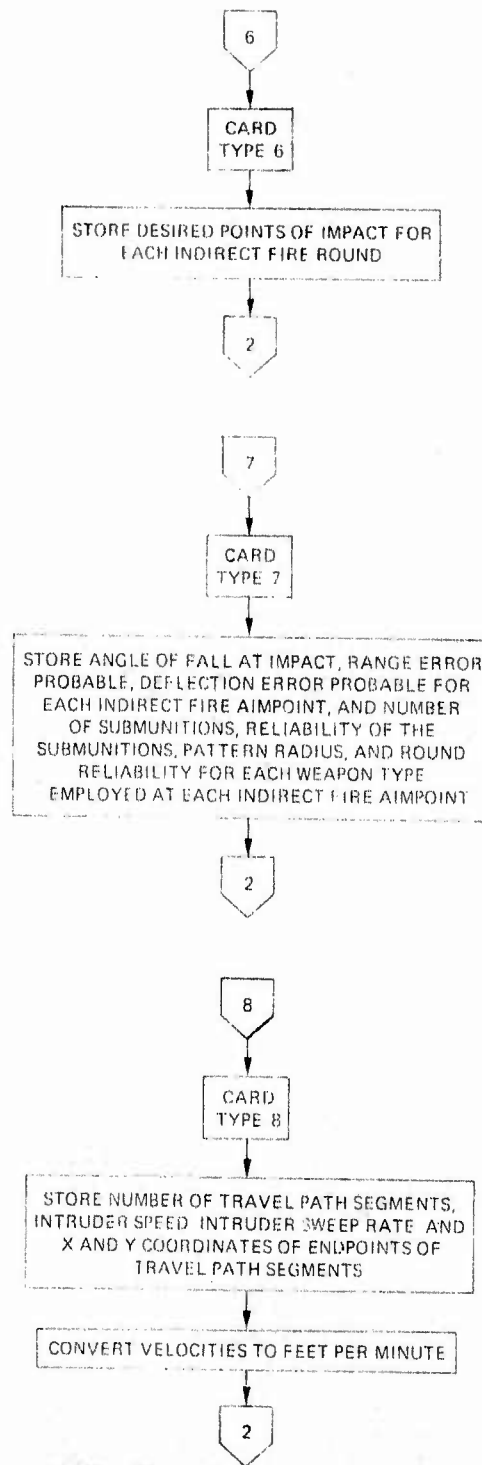 6
CARD
TYPE 6
STORE DESIRED POINTS OF IMPACT FOR
EACH INDIRECT FIRE ROUND
2
7
CARD
TYPE 7
STORE ANGLE OF FALL AT IMPACT, RANGE ERROR
PROBABLE, DEFLECTION ERROR PROBABLE FOR
EACH INDIRECT FIRE AIMPOINT, AND NUMBER
OF SUBMUNITIONS, RELIABILITY OF THE
SUBMUNITIONS, PATTERN RADIUS, AND ROUND
RELIABILITY FOR EACH WEAPON TYPE
EMPLOYED AT EACH INDIRECT FIRE AIMPOINT
2
8
CARD
TYPE 8
STORE NUMBER OF TRAVEL PATH SEGMENTS,
INTRUDER SPEED INTRUDER SWEEP RATE AND
X AND Y COORDINATES OF ENDPOINTS OF
TRAVEL PATH SEGMENTS
CONVERT VELOCITIES TO FEET PER MINUTE
2